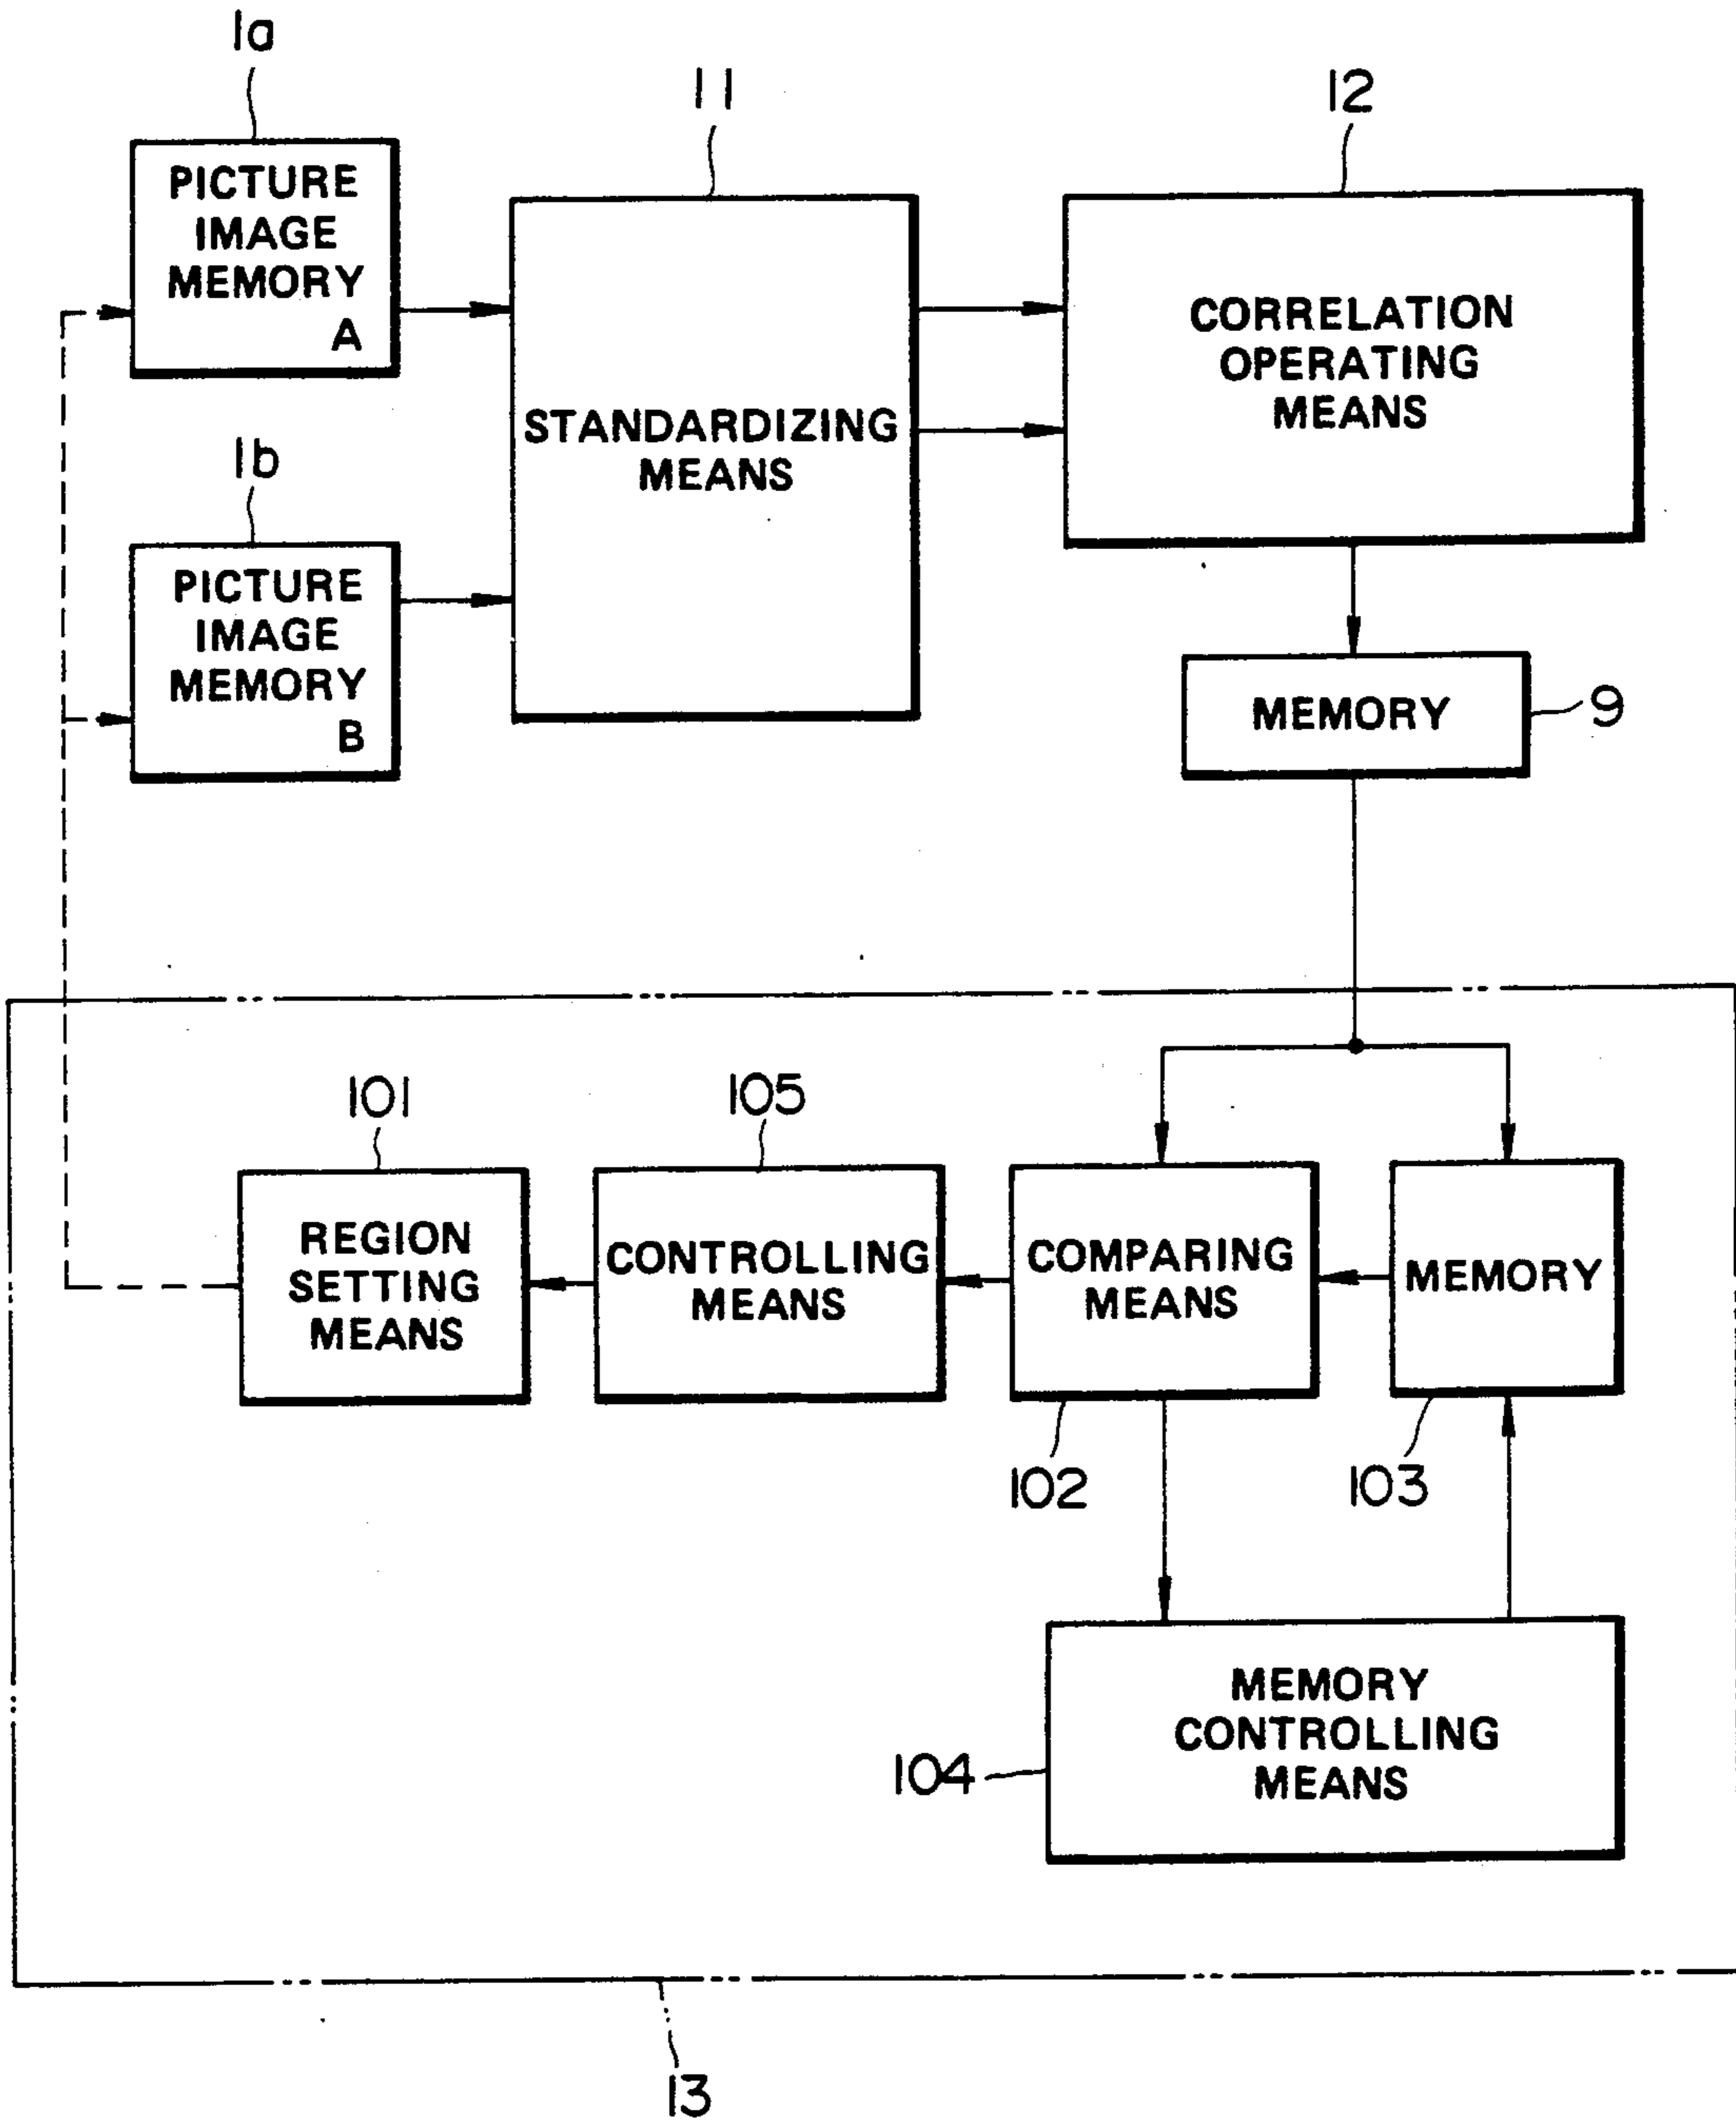 1a
PICTURE
IMAGE
MEMORY
A
11
STANDARDIZING
MEANS
12
CORRELATION
OPERATING
MEANS
1b
PICTURE
IMAGE
MEMORY
B
MEMORY
9
101
REGION
SETTING
MEANS
105
CONTROLLING
MEANS
COMPARING
MEANS
102
MEMORY
103
MEMORY
CONTROLLING
MEANS
104
13